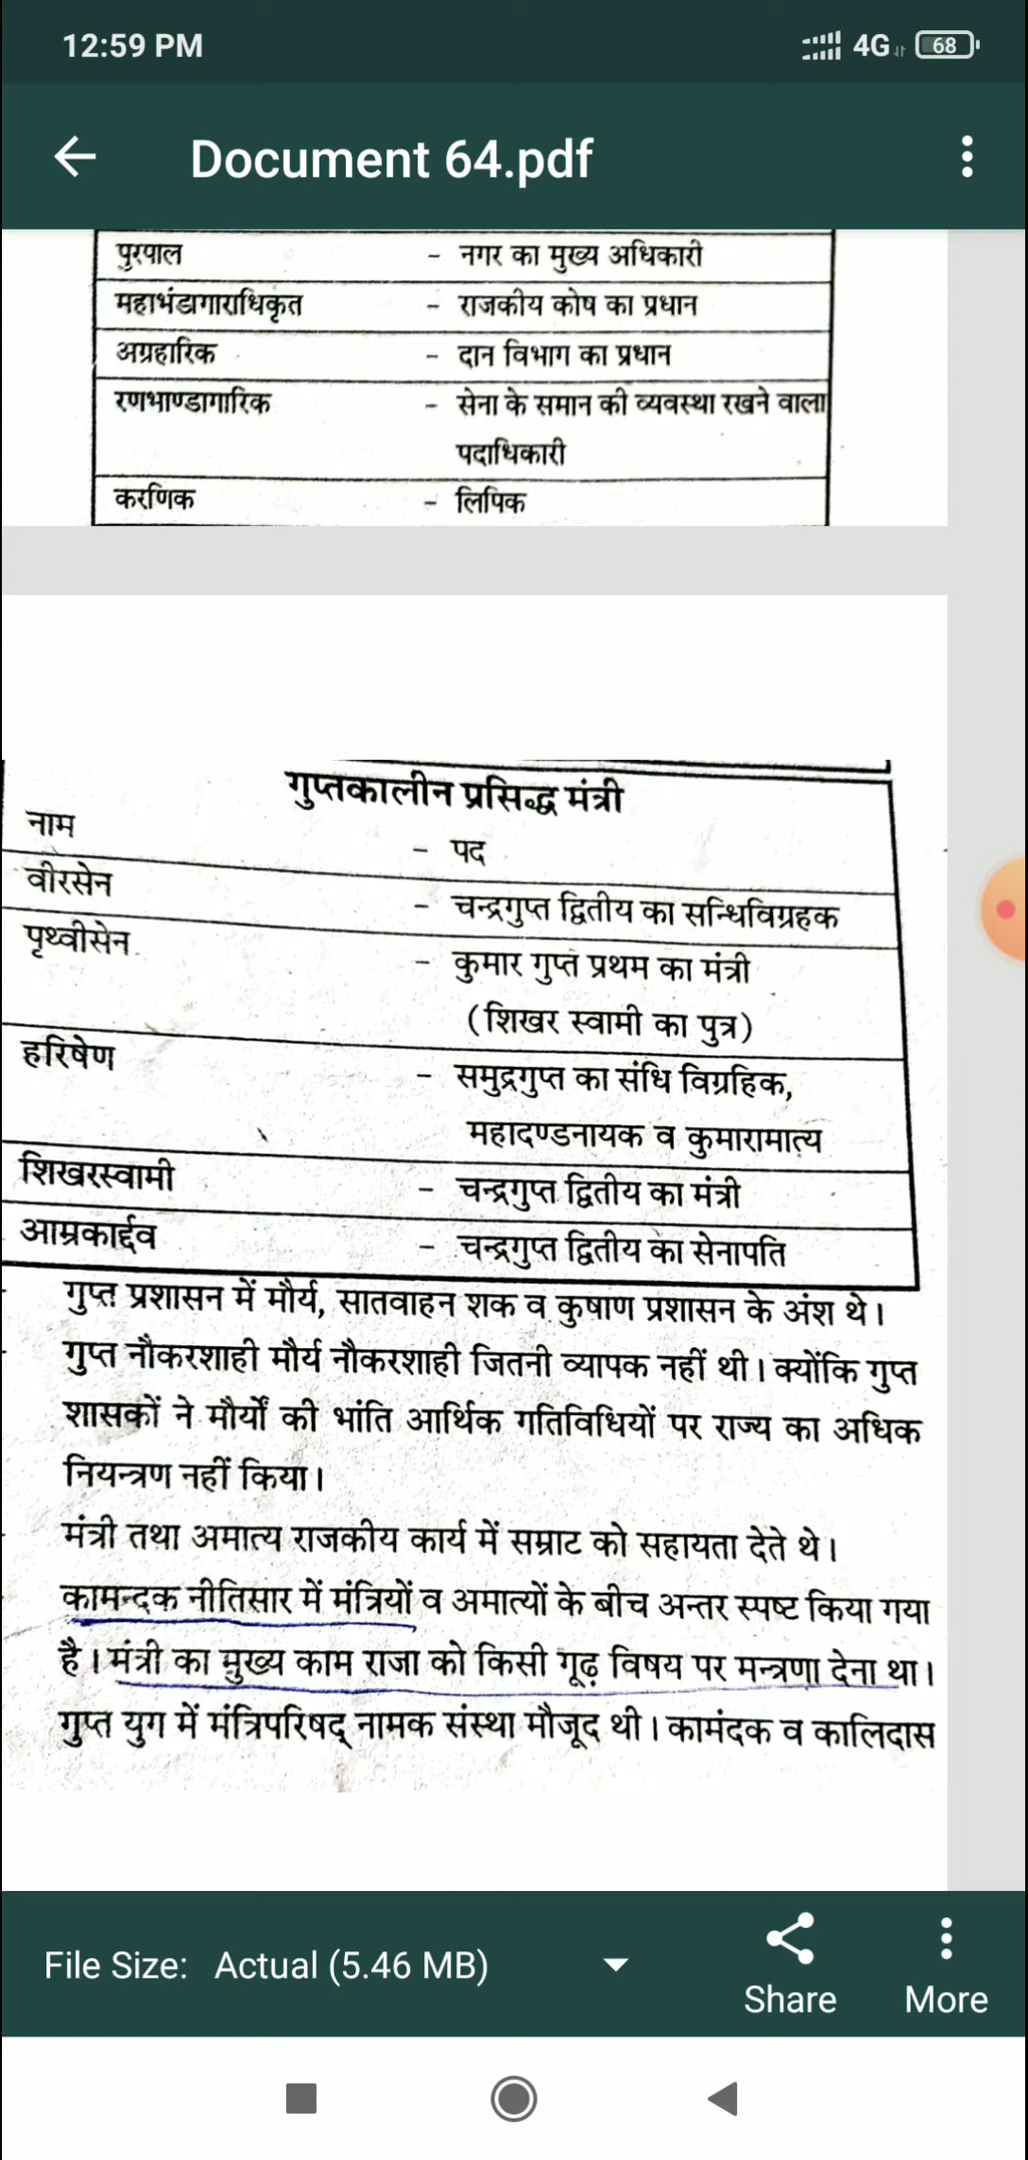 12:59 PM
4G 68
Document 64.pdf
पुरपाल - नगर का मुख्य अधिकारी
महाभंडागाराधिकृत - राजकीय कोष का प्रधान
अग्रहारिक - दान विभाग का प्रधान
रणभाण्डागारिक - सेना के समान की व्यवस्था रखने वाला
पदाधिकारी
करणिक - लिपिक
गुप्तकालीन प्रसिद्ध मंत्री
नाम - पद
वीरसेन - चन्द्रगुप्त द्वितीय का सन्धिविग्रहक
पृथ्वीसेन - कुमार गुप्त प्रथम का मंत्री
(शिखर स्वामी का पुत्र)
हरिषेण - समुद्रगुप्त का संधि विग्रहिक,
महादण्डनायक व कुमारामात्य
शिखरस्वामी - चन्द्रगुप्त द्वितीय का मंत्री
आम्रकार्द्दव - चन्द्रगुप्त द्वितीय का सेनापति
गुप्त प्रशासन में मौर्य, सातवाहन शक व कुषाण प्रशासन के अंश थे।
गुप्त नौकरशाही मौर्य नौकरशाही जितनी व्यापक नहीं थी। क्योंकि गुप्त
शासकों ने मौर्यों की भांति आर्थिक गतिविधियों पर राज्य का अधिक
नियन्त्रण नहीं किया।
मंत्री तथा अमात्य राजकीय कार्य में सम्राट को सहायता देते थे।
कामन्दक नीतिसार में मंत्रियों व अमात्यों के बीच अन्तर स्पष्ट किया गया
है। मंत्री का मुख्य काम राजा को किसी गूढ़ विषय पर मन्त्रणा देना था।
गुप्त युग में मंत्रिपरिषद् नामक संस्था मौजूद थी। कामंदक व कालिदास
File Size: Actual (5.46 MB)
Share
More